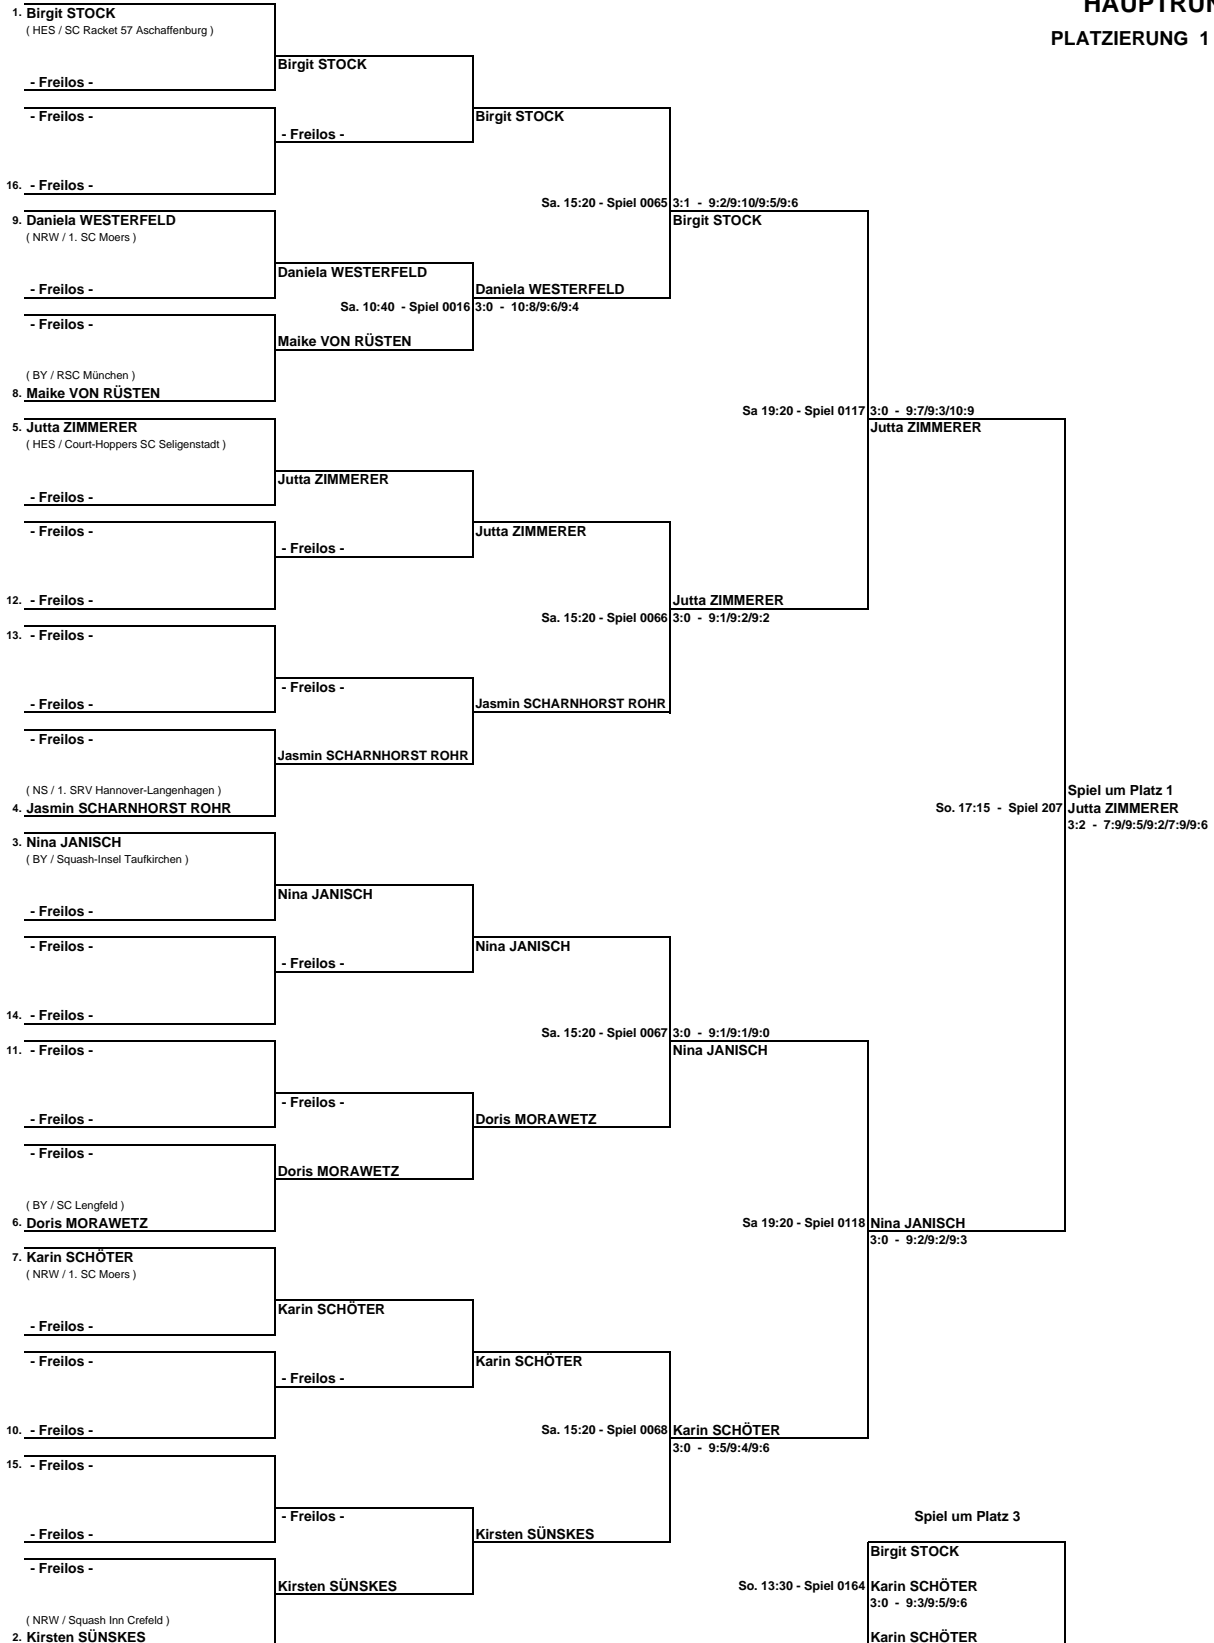 HAUPTRUN
PLATZIERUNG 1
1. Birgit STOCK
( HES / SC Racket 57 Aschaffenburg )
Birgit STOCK
- Freilos -
- Freilos -
Birgit STOCK
- Freilos -
16. - Freilos -
Sa. 15:20 - Spiel 0065 3:1 - 9:2/9:10/9:5/9:6
9. Daniela WESTERFELD
Birgit STOCK
( NRW / 1. SC Moers )
Daniela WESTERFELD
- Freilos -
Daniela WESTERFELD
Sa. 10:40 - Spiel 0016 3:0 - 10:8/9:6/9:4
- Freilos -
Maike VON RÜSTEN
( BY / RSC München )
8. Maike VON RÜSTEN
Sa 19:20 - Spiel 0117 3:0 - 9:7/9:3/10:9
5. Jutta ZIMMERER
Jutta ZIMMERER
( HES / Court-Hoppers SC Seligenstadt )
Jutta ZIMMERER
- Freilos -
- Freilos -
Jutta ZIMMERER
- Freilos -
12. - Freilos -
Jutta ZIMMERER
Sa. 15:20 - Spiel 0066 3:0 - 9:1/9:2/9:2
13. - Freilos -
- Freilos -
- Freilos -
Jasmin SCHARNHORST ROHR
- Freilos -
Jasmin SCHARNHORST ROHR
( NS / 1. SRV Hannover-Langenhagen )
Spiel um Platz 1
4. Jasmin SCHARNHORST ROHR
So. 17:15 - Spiel 207 Jutta ZIMMERER
3:2 - 7:9/9:5/9:2/7:9/9:6
3. Nina JANISCH
( BY / Squash-Insel Taufkirchen )
Nina JANISCH
- Freilos -
- Freilos -
Nina JANISCH
- Freilos -
14. - Freilos -
Sa. 15:20 - Spiel 0067 3:0 - 9:1/9:1/9:0
11. - Freilos -
Nina JANISCH
- Freilos -
- Freilos -
Doris MORAWETZ
- Freilos -
Doris MORAWETZ
( BY / SC Lengfeld )
6. Doris MORAWETZ
Sa 19:20 - Spiel 0118 Nina JANISCH
3:0 - 9:2/9:2/9:3
7. Karin SCHÖTER
( NRW / 1. SC Moers )
Karin SCHÖTER
- Freilos -
- Freilos -
Karin SCHÖTER
- Freilos -
10. - Freilos -
Sa. 15:20 - Spiel 0068 Karin SCHÖTER
3:0 - 9:5/9:4/9:6
15. - Freilos -
- Freilos -
Spiel um Platz 3
- Freilos -
Kirsten SÜNSKES
Birgit STOCK
- Freilos -
Kirsten SÜNSKES
So. 13:30 - Spiel 0164 Karin SCHÖTER
3:0 - 9:3/9:5/9:6
( NRW / Squash Inn Crefeld )
2. Kirsten SÜNSKES
Karin SCHÖTER